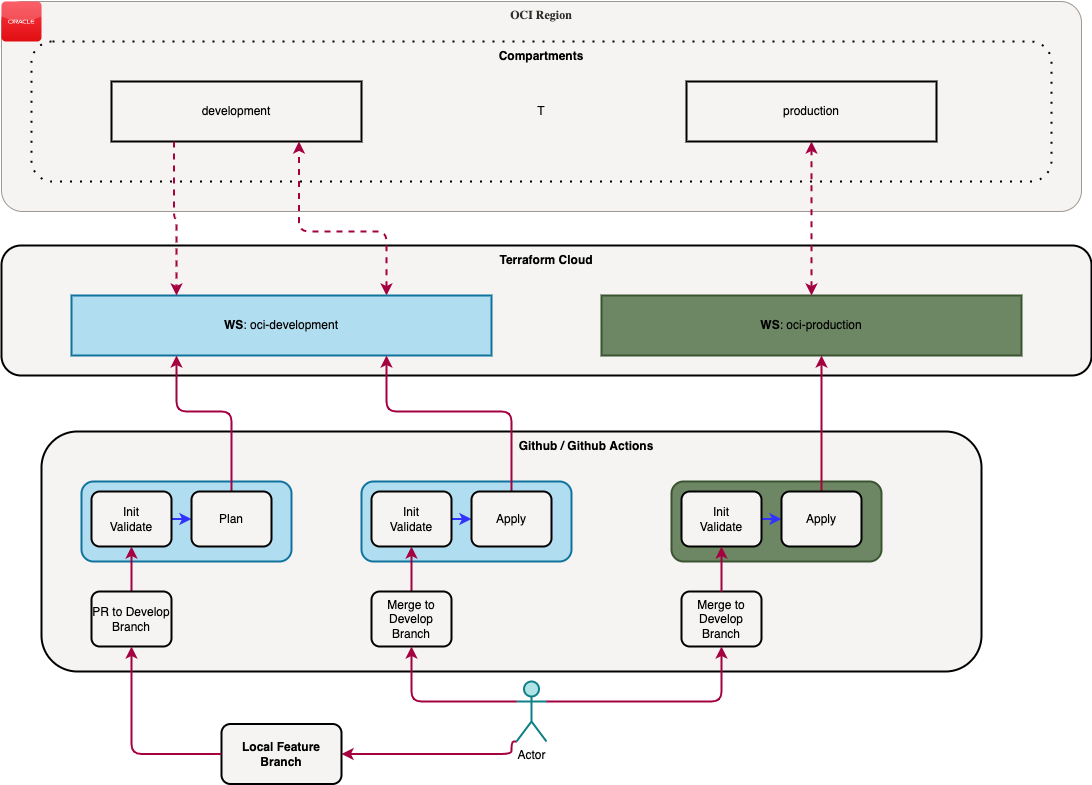 OCI Region
ORACLE
Compartments
development
T
production
Terraform Cloud
WS: oci-development
WS: oci-production
Github / Github Actions
Init
Validate
Plan
Init
Validate
Apply
Init
Validate
Apply
PR to Develop
Branch
Merge to
Develop
Branch
Merge to
Develop
Branch
Local Feature
Branch
Actor